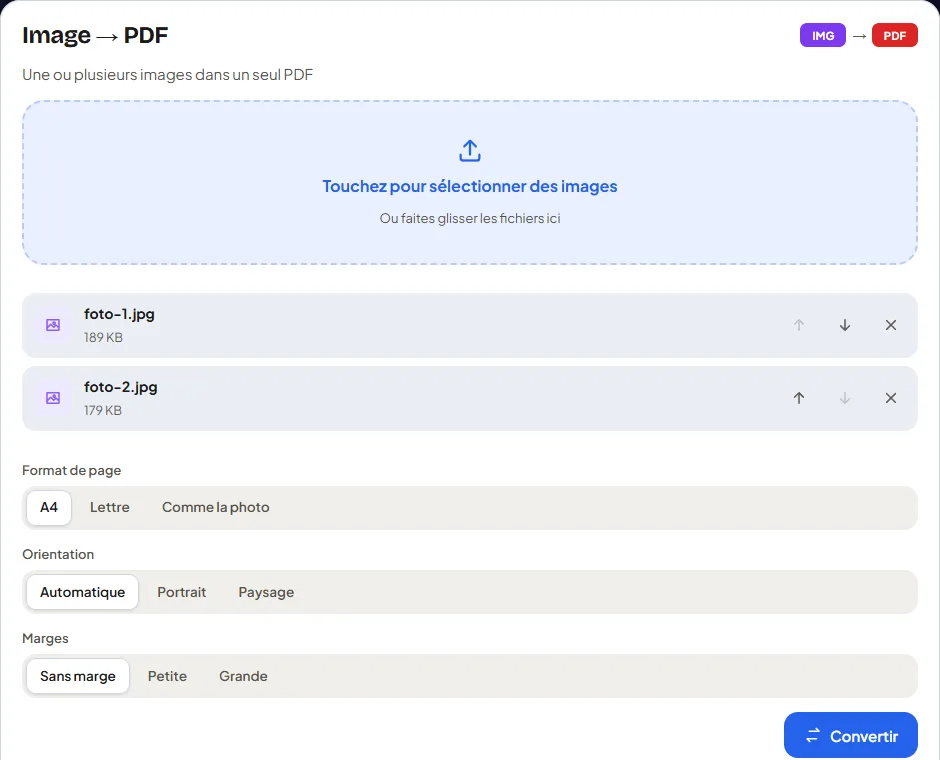 Image → PDF
IMG → PDF
Une ou plusieurs images dans un seul PDF
Touchez pour sélectionner des images
Ou faites glisser les fichiers ici
foto-1.jpg
189 KB
foto-2.jpg
179 KB
Format de page
A4 Lettre Comme la photo
Orientation
Automatique Portrait Paysage
Marges
Sans marge Petite Grande
Convertir